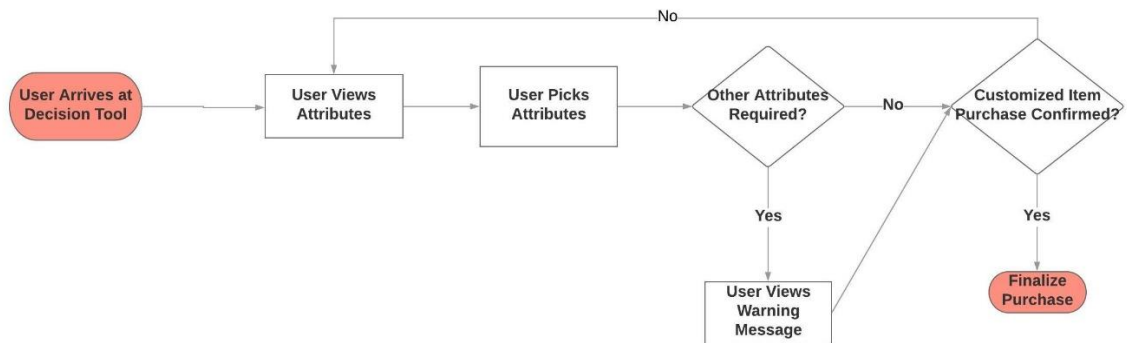 No
User Arrives at
Decision Tool
User Views
Attributes
User Picks
Attributes
Other Attributes
Required?
No
Customized Item
Purchase Confirmed?
Yes
Yes
User Views
Warning
Message
Finalize
Purchase